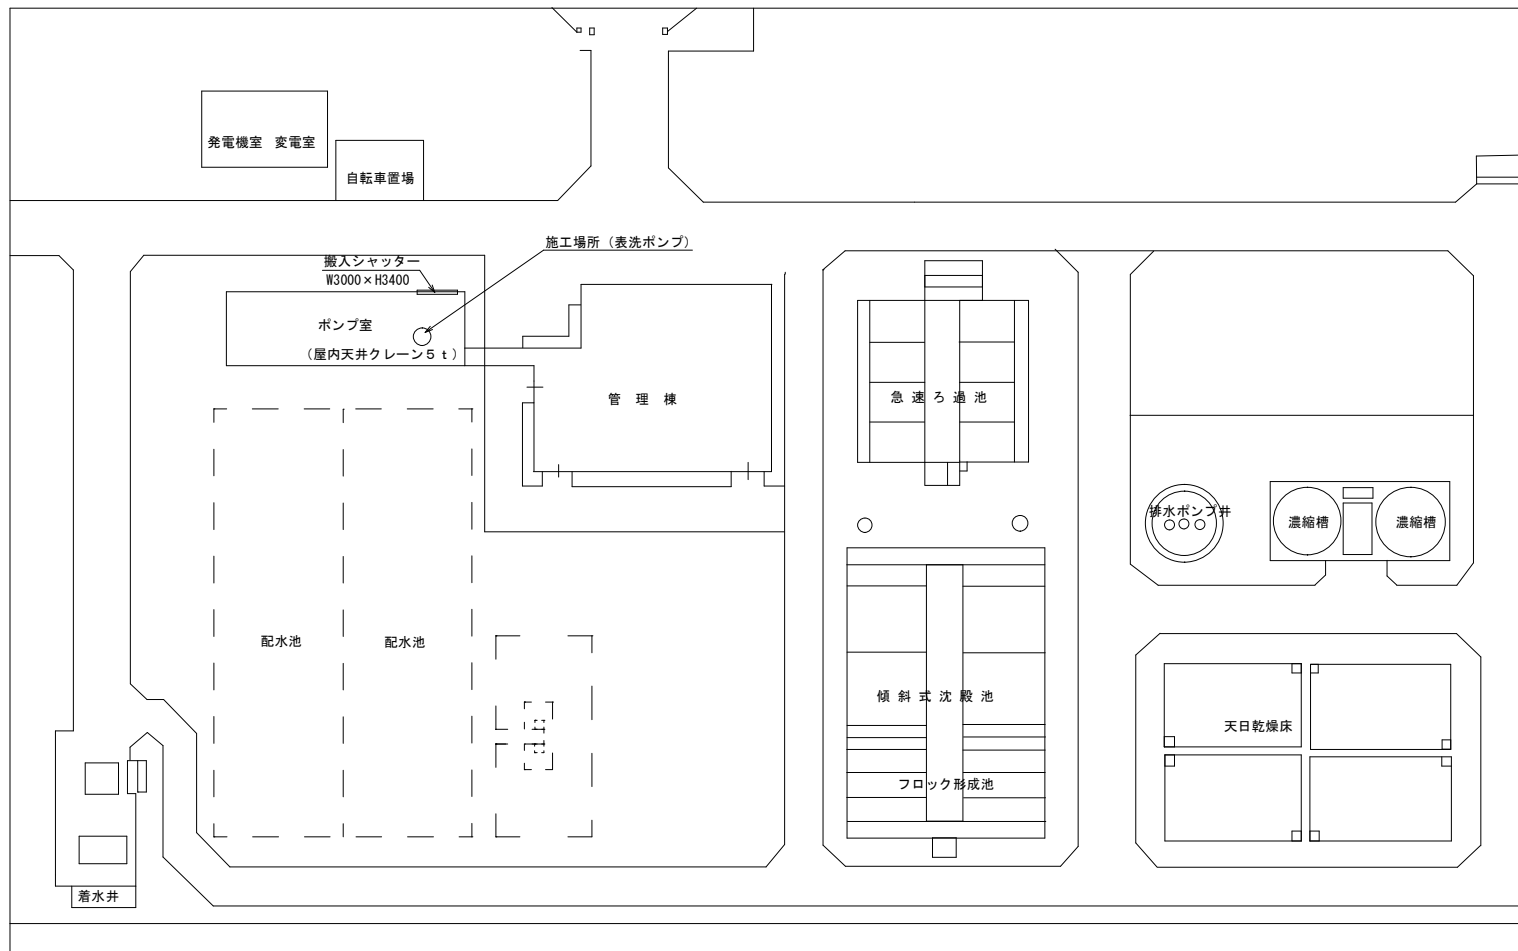 発電機室　変電室
自転車置場
施工場所（表洗ポンプ）
搬入シャッター
W3000×H3400
ポンプ室
（屋内天井クレーン５ｔ）
管　理　棟
急 速 ろ 過 池
排水ポンプ井
濃縮槽
濃縮槽
配水池
配水池
傾 斜 式 沈 殿 池
天日乾燥床
フロック形成池
着水井